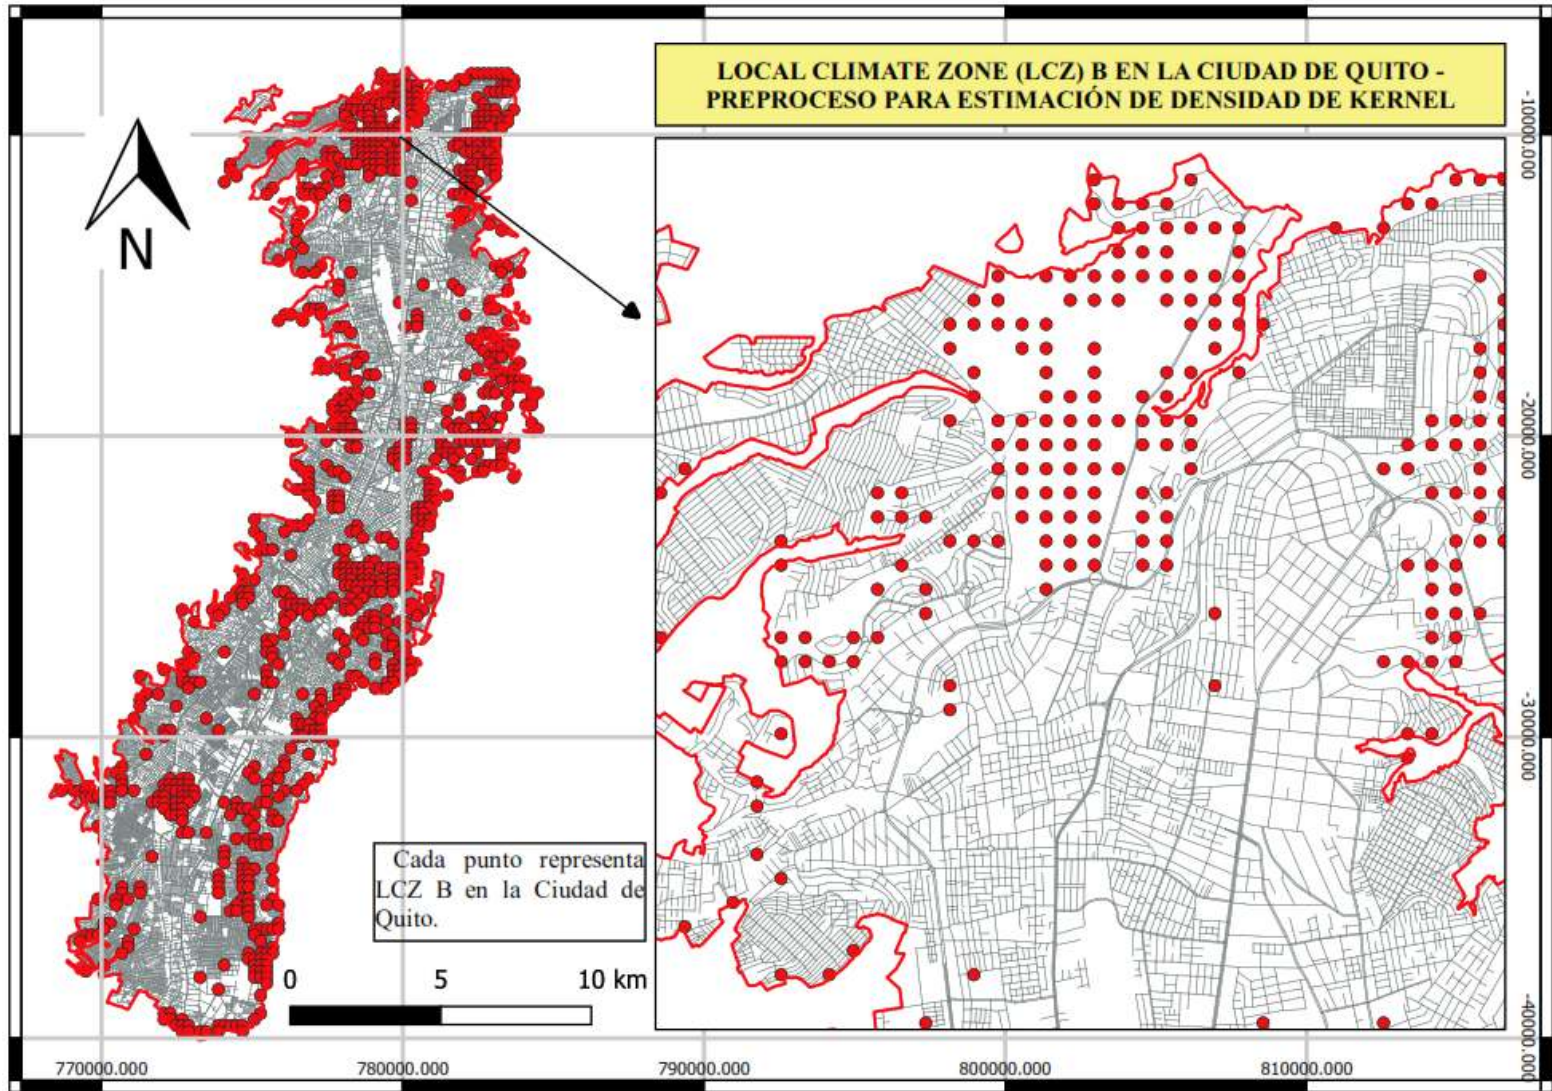 LOCAL CLIMATE ZONE (LCZ) B EN LA CIUDAD DE QUITO -
PREPROCESO PARA ESTIMACIÓN DE DENSIDAD DE KERNEL
N
Cada punto representa
LCZ B en la Ciudad de
Quito.
0 5 10 km
-10000.000
-20000.000
-30000.000
-40000.000
770000.000 780000.000 790000.000 800000.000 810000.000